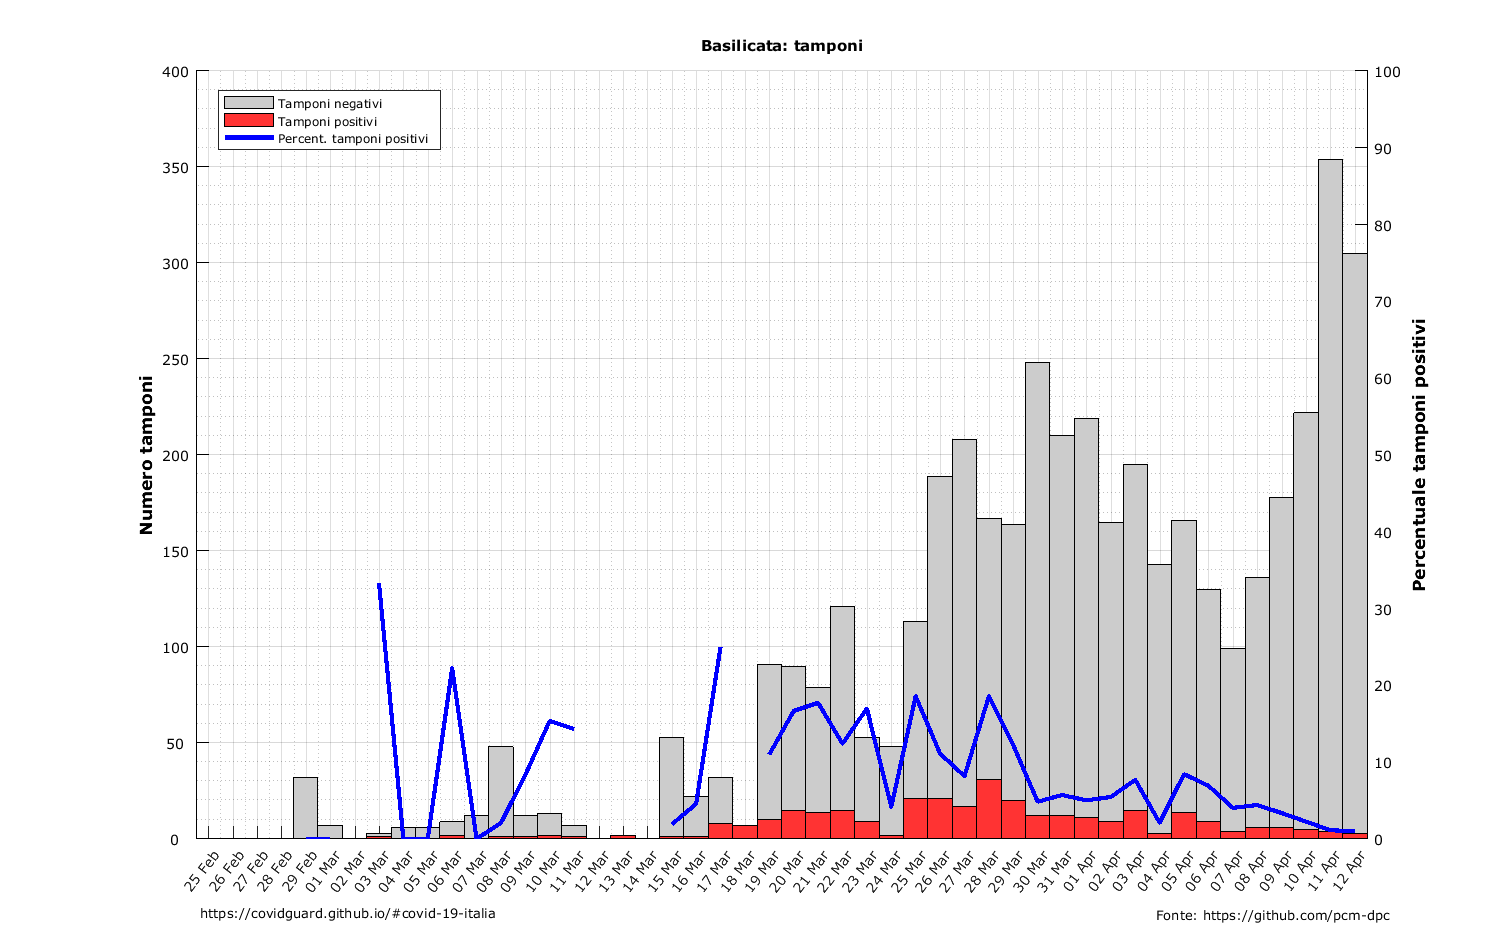 Basilicata: tamponi
Tamponi negativi
Tamponi positivi
Percent. tamponi positivi
Numero tamponi
400
350
300
250
200
150
100
50
0
Percentuale tamponi positivi
100
90
80
70
60
50
40
30
20
10
0
25 Feb
26 Feb
27 Feb
28 Feb
29 Feb
01 Mar
02 Mar
03 Mar
04 Mar
05 Mar
06 Mar
07 Mar
08 Mar
09 Mar
10 Mar
11 Mar
12 Mar
13 Mar
14 Mar
15 Mar
16 Mar
17 Mar
18 Mar
19 Mar
20 Mar
21 Mar
22 Mar
23 Mar
24 Mar
25 Mar
26 Mar
27 Mar
28 Mar
29 Mar
30 Mar
31 Mar
01 Apr
02 Apr
03 Apr
04 Apr
05 Apr
06 Apr
07 Apr
08 Apr
09 Apr
10 Apr
11 Apr
12 Apr
https://covidguard.github.io/#covid-19-italia
Fonte: https://github.com/pcm-dpc